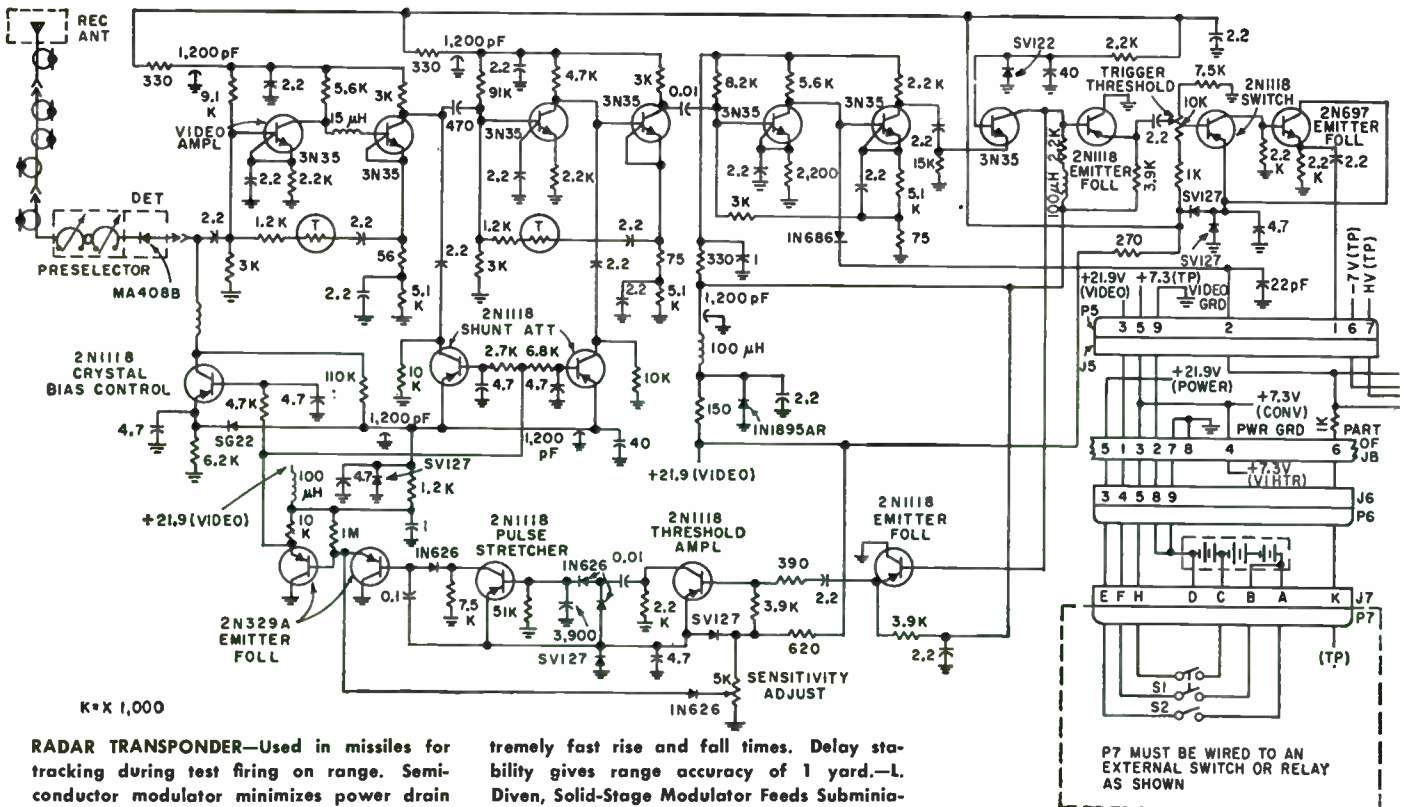 REC
ANT
1,200 pF
330
9.1
K
2.2
5.6K
3K
15 µH
VIDEO
AMPL
3N35
2.2
2.2K
3N35
DET
2.2
1.2K
T
2.2
PRESELECTOR
MA408B
3K
56
2.2
5.1
K
1,200 pF
330
2.2
4.7K
91K
3K
470
3N35
2.2
2.2K
3N35
0.01
1.2K
T
2.2
3K
2.2
2.2
75
2.2
5.1
K
8.2K
5.6K
2.2K
3N35
3N35
2.2
2,200
2.2
2.2
15K
3K
5.1
K
IN686
75
330
1
1,200 pF
100 µH
150
2.2
IN1895AR
+21.9 (VIDEO)
SV122
40
2.2K
2.2
TRIGGER
THRESHOLD
7.5K
2N1118
SWITCH
10K
2N697
EMITTER
FOLL
3N35
2.2K
100µH
2N1118
EMITTER
FOLL
2.2
3.9K
1K
2.2
K
2.2
K
2.2
SV127
SV127
4.7
270
22pF
+21.9V
(VIDEO)
+7.3(TP)
VIDEO
GRD
-7V(TP)
HV(TP)
P5
3 5 9 2 1 6 7
J5
+21.9V
(POWER)
+7.3V
(CONV)
PWR GRD
1K
PART
OF
J8
5 1 3 2 7 8 4 6
+7.3V
(VIHTR)
3 4 5 8 9
J6
P6
E F H D C B A K
J7
P7
(TP)
S1
S2
P7 MUST BE WIRED TO AN
EXTERNAL SWITCH OR RELAY
AS SHOWN
2N1118
CRYSTAL
BIAS CONTROL
4.7K
4.7
110K
4.7
SG22
6.2K
1,200 pF
2N1118
SHUNT ATT
10
K
2.7K 6.8K
4.7
4.7
10K
1,200
pF
40
+21.9 (VIDEO)
100
µH
4.7
SV127
1.2K
10
K
1M
1
2N329A
EMITTER
FOLL
0.1
IN626
7.5
K
2N1118
PULSE
STRETCHER
51K
IN626
0.01
3,900
SV127
2N1118
THRESHOLD
AMPL
2.2
K
4.7
SV127
390
2.2
3.9K
620
5K
SENSITIVITY
ADJUST
IN626
2N1118
EMITTER
FOLL
3.9K
2.2
K=X 1,000
RADAR TRANSPONDER—Used in missiles for
tracking during test firing on range. Semi-
conductor modulator minimizes power drain
tremely fast rise and fall times. Delay sta-
bility gives range accuracy of 1 yard.—L.
Diven, Solid-Stage Modulator Feeds Subminia-